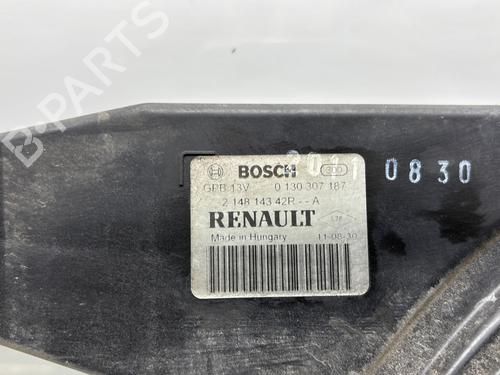 B-PARTS
2011 0830
BOSCH
GPB 13V 0 130 307 187
2 148 143 42R - - A
RENAULT
Made in Hungary 11-08-30